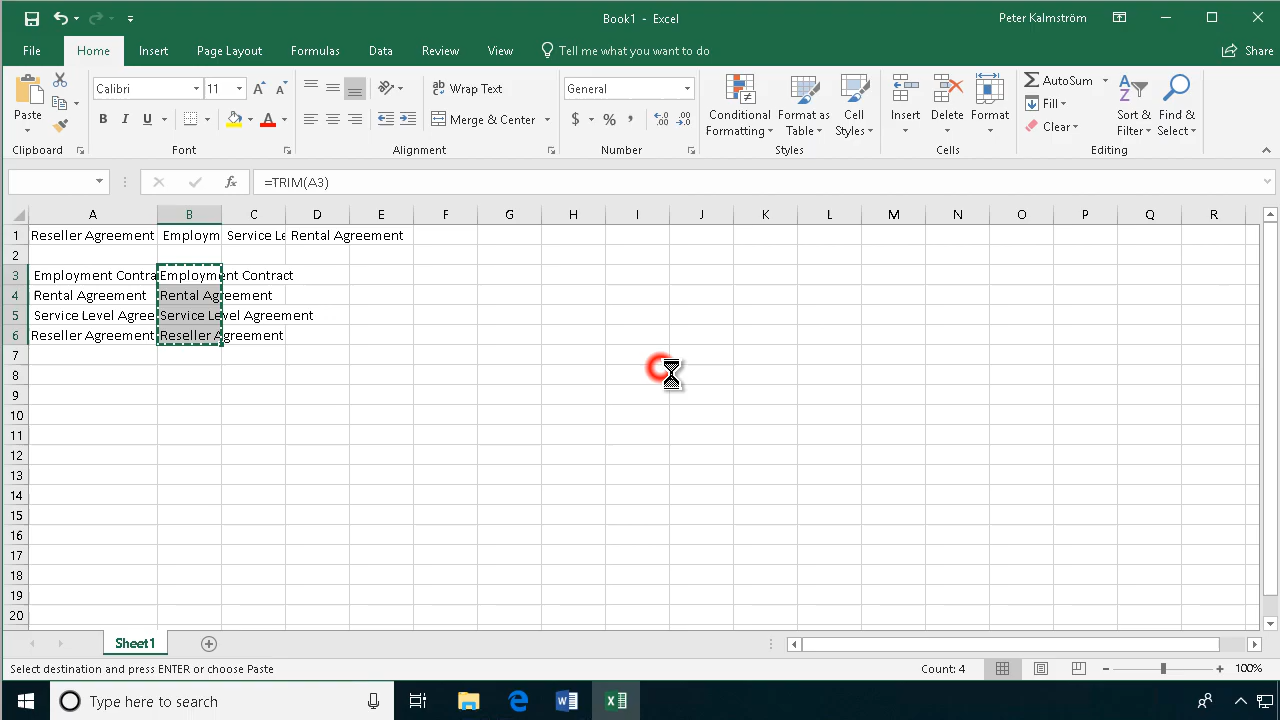 Book1 - Excel
Peter Kalmström
File Home Insert Page Layout Formulas Data Review View Tell me what you want to do Share
Paste
Clipboard
Calibri 11
B I U
Font
Wrap Text
Merge & Center
Alignment
General
$ % ,
Number
Conditional Formatting
Format as Table
Cell Styles
Styles
Insert Delete Format
Cells
AutoSum
Fill
Clear
Sort & Filter
Find & Select
Editing
fx =TRIM(A3)
A B C D E F G H I J K L M N O P Q R
1 Reseller Agreement Employm Service Le Rental Agreement
2
3 Employment Contra Employment Contract
4 Rental Agreement Rental Agreement
5 Service Level Agree Service Level Agreement
6 Reseller Agreement Reseller Agreement
7
8
9
10
11
12
13
14
15
16
17
18
19
20
Sheet1
Select destination and press ENTER or choose Paste Count: 4 100%
Type here to search